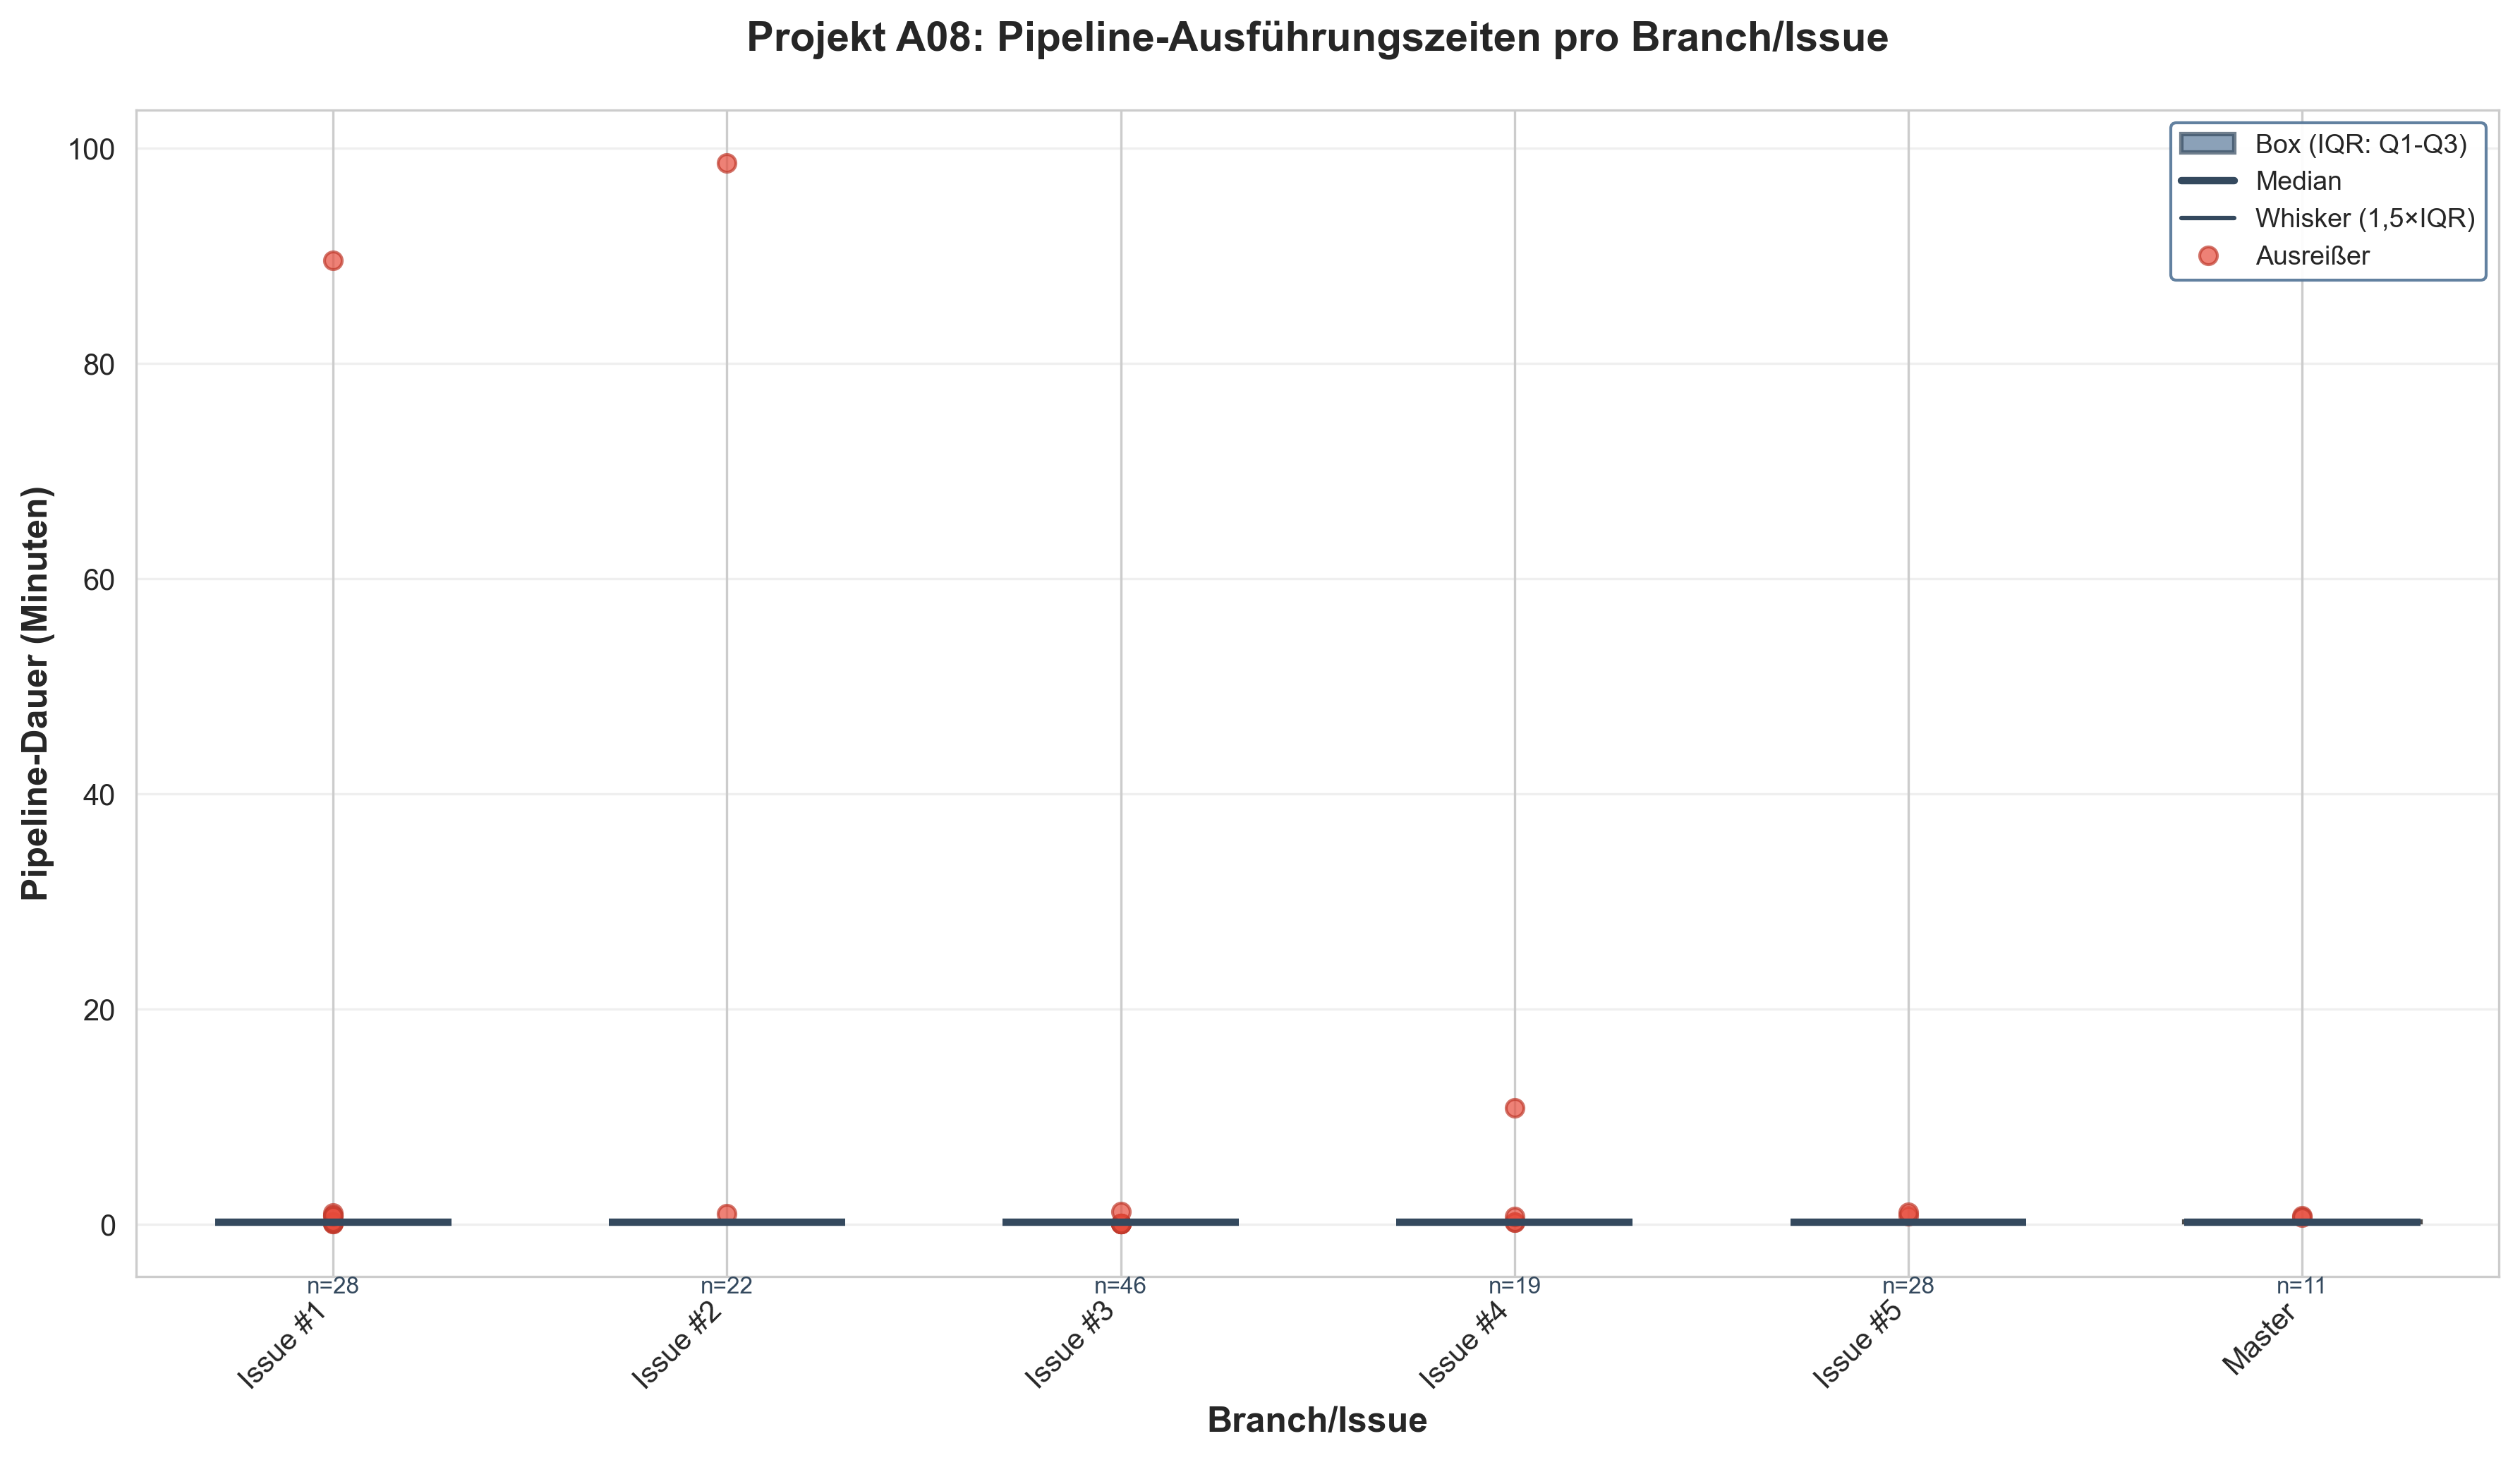 Projekt A08: Pipeline-Ausführungszeiten pro Branch/Issue
Box (IQR: Q1-Q3)
Median
Whisker (1,5×IQR)
Ausreißer
Pipeline-Dauer (Minuten)
100
80
60
40
20
0
n=28
n=22
n=46
n=19
n=28
n=11
Issue #1
Issue #2
Issue #3
Issue #4
Issue #5
Master
Branch/Issue